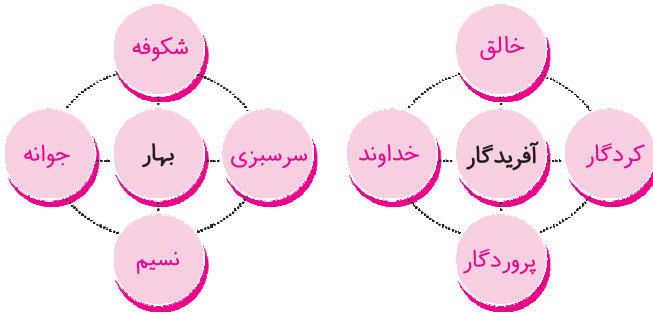 خالق
کردگار
آفریدگار
خداوند
پروردگار
شکوفه
سرسبزی
بهار
جوانه
نسیم